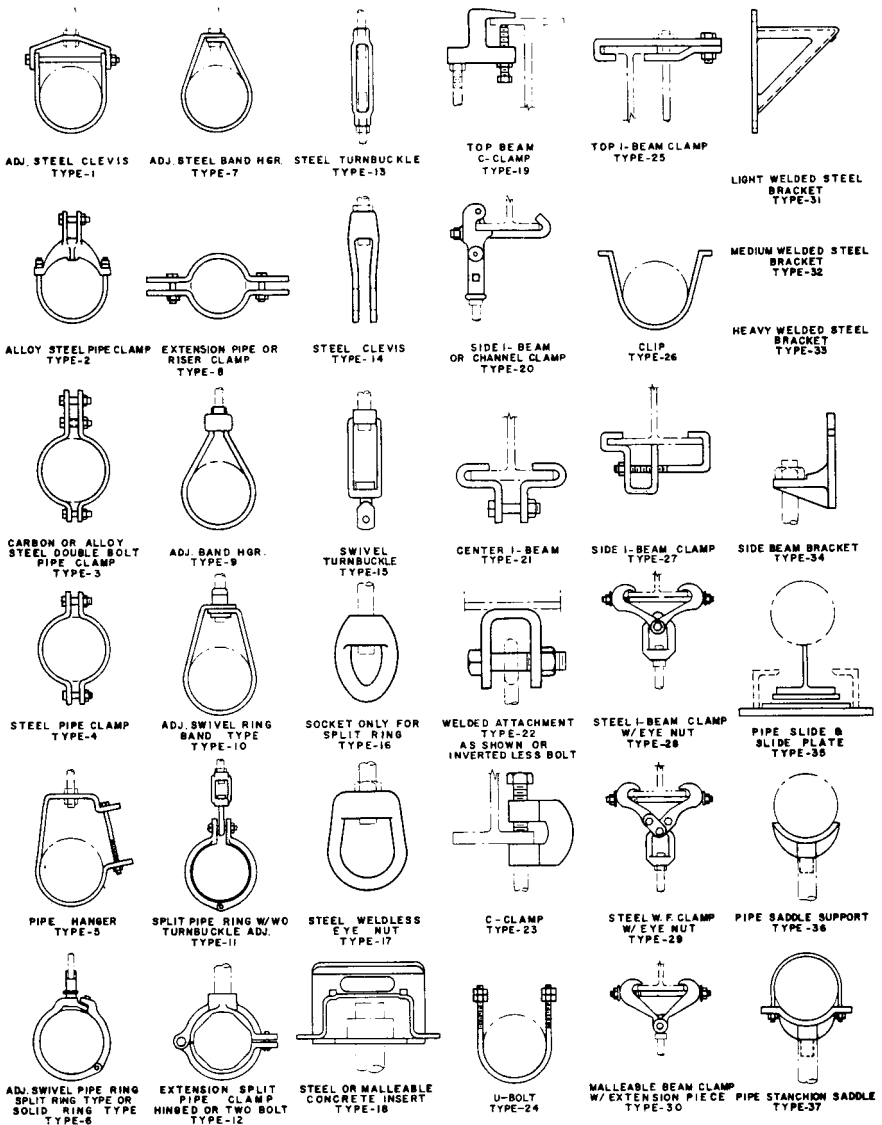 ADJ. STEEL CLEVIS
TYPE-1
ADJ. STEEL BAND HGR.
TYPE-7
STEEL TURNBUCKLE
TYPE-13
TOP BEAM
C-CLAMP
TYPE-19
TOP I-BEAM CLAMP
TYPE-25
LIGHT WELDED STEEL
BRACKET
TYPE-31
ALLOY STEEL PIPE CLAMP
TYPE-2
EXTENSION PIPE OR
RISER CLAMP
TYPE-8
STEEL CLEVIS
TYPE-14
SIDE I-BEAM
OR CHANNEL CLAMP
TYPE-20
CLIP
TYPE-26
MEDIUM WELDED STEEL
BRACKET
TYPE-32
HEAVY WELDED STEEL
BRACKET
TYPE-33
CARBON OR ALLOY
STEEL DOUBLE BOLT
PIPE CLAMP
TYPE-3
ADJ. BAND HGR.
TYPE-9
SWIVEL
TURNBUCKLE
TYPE-15
CENTER I-BEAM
TYPE-21
SIDE I-BEAM CLAMP
TYPE-27
SIDE BEAM BRACKET
TYPE-34
STEEL PIPE CLAMP
TYPE-4
ADJ. SWIVEL RING
BAND TYPE
TYPE-10
SOCKET ONLY FOR
SPLIT RING
TYPE-16
WELDED ATTACHMENT
TYPE-22
AS SHOWN OR
INVERTED LESS BOLT
STEEL I-BEAM CLAMP
W/EYE NUT
TYPE-28
PIPE SLIDE &
SLIDE PLATE
TYPE-35
PIPE HANGER
TYPE-5
SPLIT PIPE RING W/WO
TURNBUCKLE ADJ.
TYPE-11
STEEL WELDLESS
EYE NUT
TYPE-17
C-CLAMP
TYPE-23
STEEL W.F. CLAMP
W/ EYE NUT
TYPE-29
PIPE SADDLE SUPPORT
TYPE-36
ADJ. SWIVEL PIPE RING
SPLIT RING TYPE OR
SOLID RING TYPE
TYPE-6
EXTENSION SPLIT
PIPE CLAMP
HINGED OR TWO BOLT
TYPE-12
STEEL OR MALLEABLE
CONCRETE INSERT
TYPE-18
U-BOLT
TYPE-24
MALLEABLE BEAM CLAMP
W/ EXTENSION PIECE
TYPE-30
PIPE STANCHION SADDLE
TYPE-37